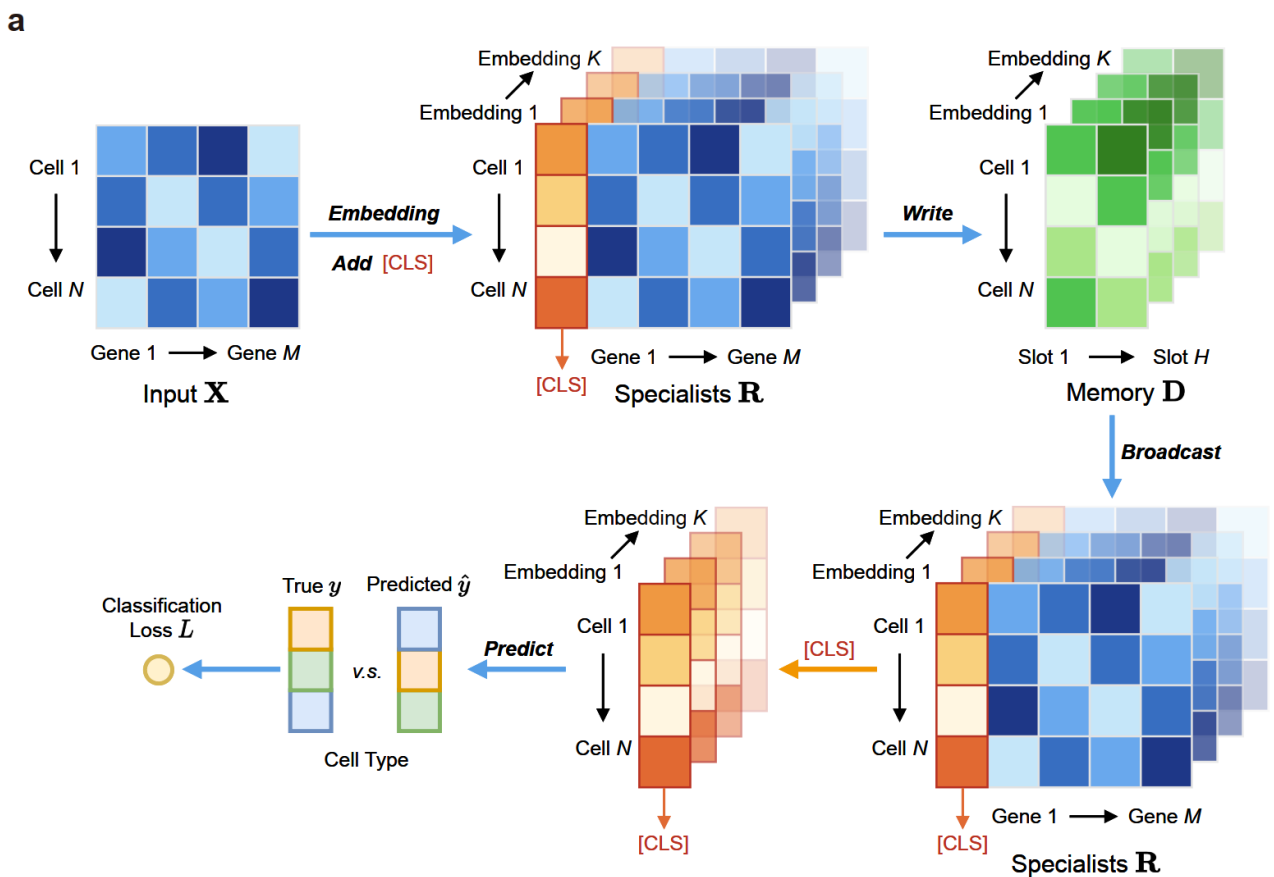 a
Cell 1
Cell N
Gene 1
Gene M
Input X
Embedding
Add [CLS]
Embedding K
Embedding 1
Cell 1
Cell N
[CLS]
Gene 1
Gene M
Specialists R
Write
Embedding K
Embedding 1
Cell 1
Cell N
Slot 1
Slot H
Memory D
Broadcast
Embedding K
Embedding 1
Cell 1
Cell N
[CLS]
Gene 1
Gene M
Specialists R
[CLS]
Embedding K
Embedding 1
Cell 1
Cell N
[CLS]
Predict
True y
Predicted ŷ
v.s.
Cell Type
Classification
Loss L